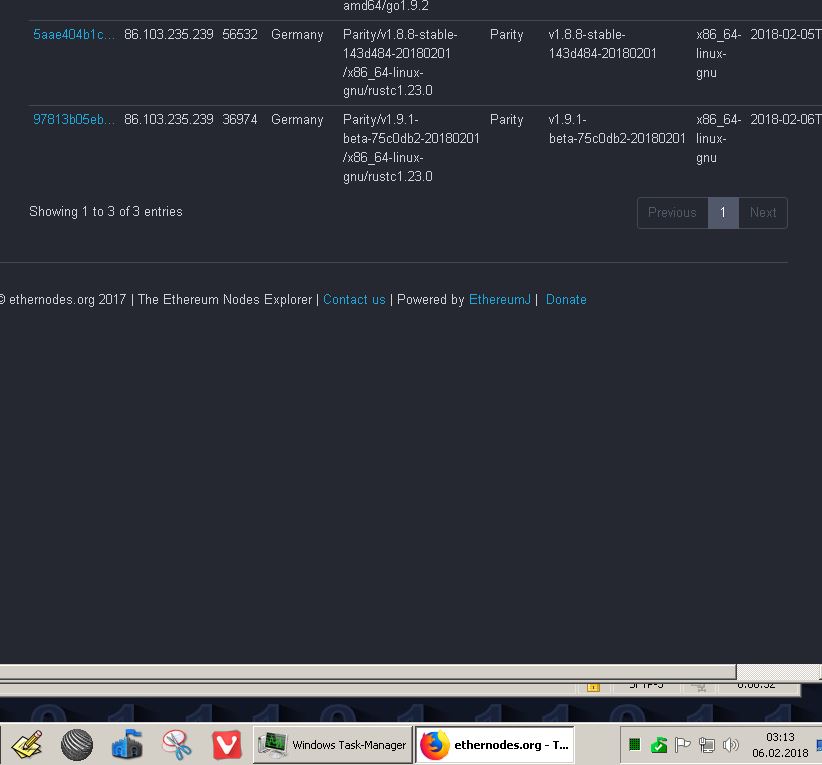 amd64/go1.9.2
5aae404b1c... 86.103.235.239 56532 Germany Parity/v1.8.8-stable- Parity v1.8.8-stable- x86_64- 2018-02-05T
143d484-20180201 143d484-20180201 linux-
/x86_64-linux- gnu
gnu/rustc1.23.0
97813b05eb... 86.103.235.239 36974 Germany Parity/v1.9.1- Parity v1.9.1- x86_64- 2018-02-06T
beta-75c0db2-20180201 beta-75c0db2-20180201 linux-
/x86_64-linux- gnu
gnu/rustc1.23.0
Showing 1 to 3 of 3 entries Previous 1 Next
© ethernodes.org 2017 | The Ethereum Nodes Explorer | Contact us | Powered by EthereumJ | Donate
Windows Task-Manager ethernodes.org - T... 03:13
06.02.2018